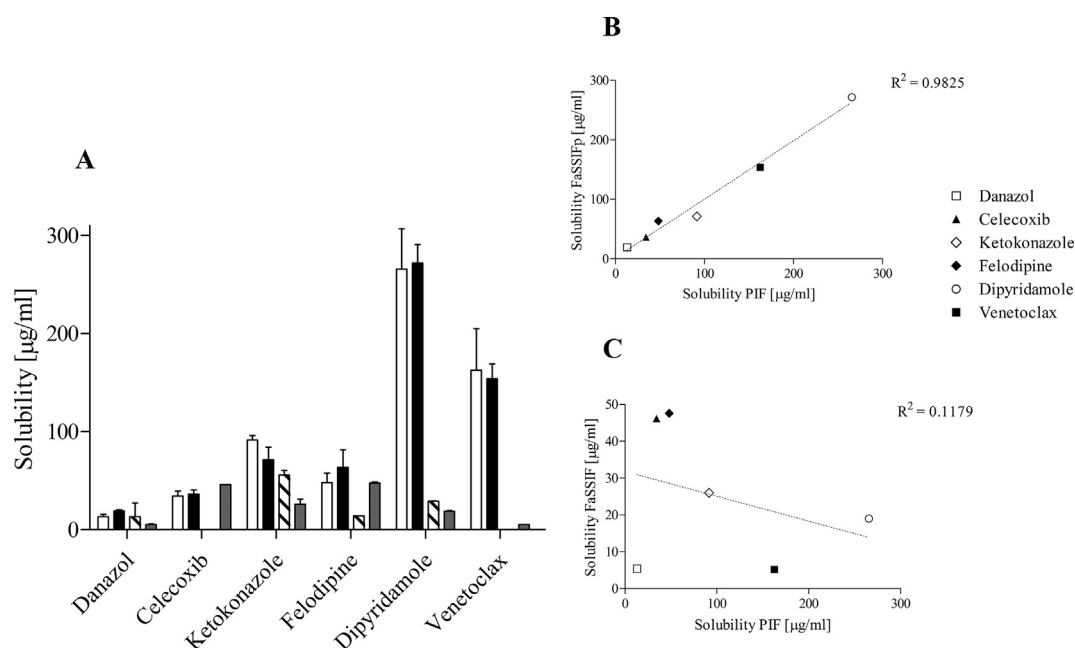 A
Solubility [µg/ml]
300
200
100
0
Danazol
Celecoxib
Ketokonazole
Felodipine
Dipyridamole
Venetoclax
B
R² = 0.9825
Solubility FaSSIFp [µg/ml]
300
200
100
0
0 100 200 300
Solubility PIF [µg/ml]
Danazol
Celecoxib
Ketokonazole
Felodipine
Dipyridamole
Venetoclax
C
R² = 0.1179
Solubility FaSSIF [µg/ml]
50
40
30
20
10
0
0 100 200 300
Solubility PIF [µg/ml]